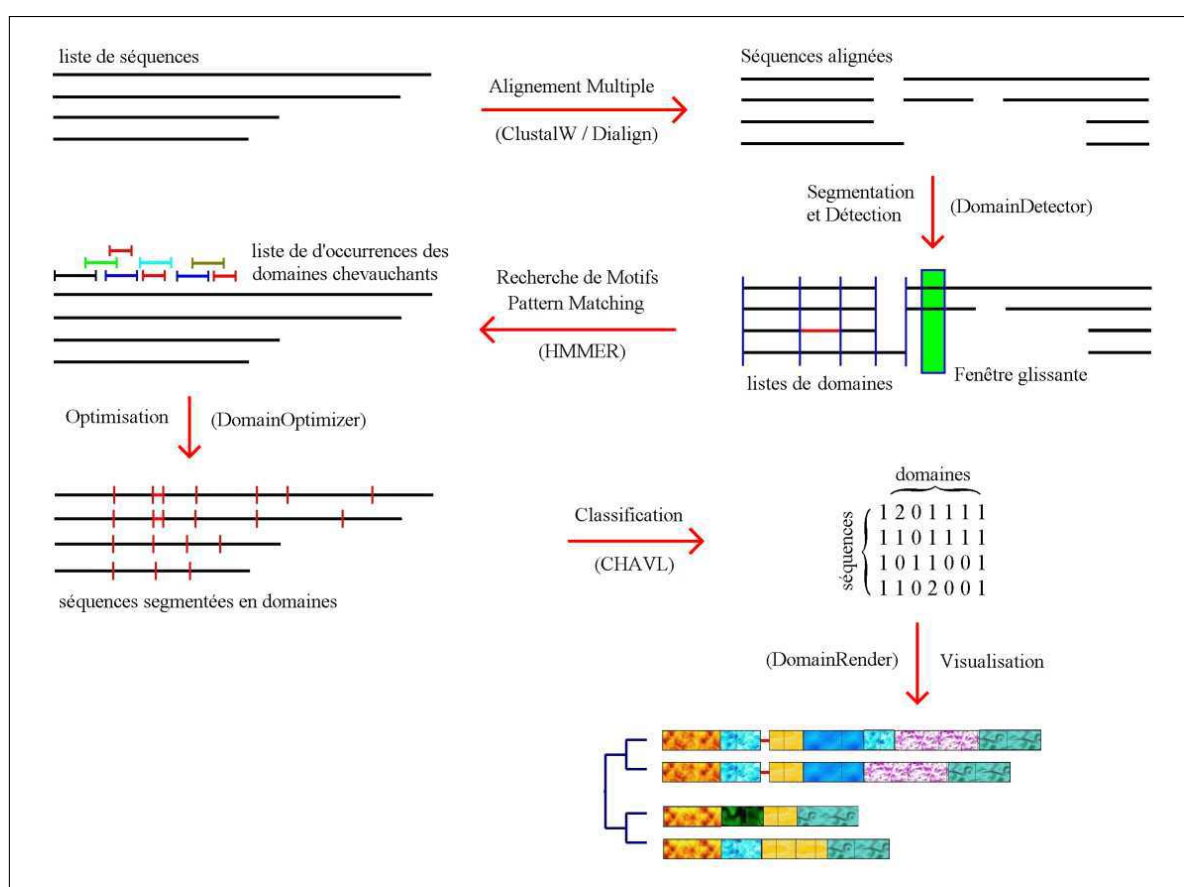 liste de séquences
Alignement Multiple
(ClustalW / Dialign)
Séquences alignées
Segmentation
et Détection
(DomainDetector)
liste de d'occurrences des
domaines chevauchants
Recherche de Motifs
Pattern Matching
(HMMER)
listes de domaines
Fenêtre glissante
Optimisation
(DomainOptimizer)
séquences segmentées en domaines
Classification
(CHAVL)
domaines
séquences
1 2 0 1 1 1 1
1 1 0 1 1 1 1
1 0 1 1 0 0 1
1 1 0 2 0 0 1
(DomainRender)
Visualisation